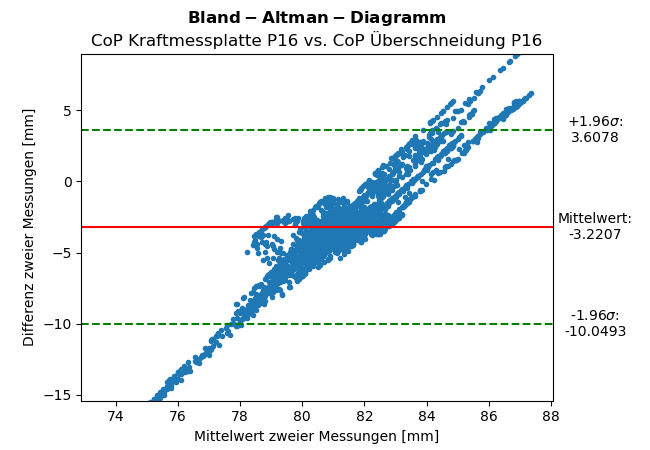 Bland − Altman − Diagramm
CoP Kraftmessplatte P16 vs. CoP Überschneidung P16
Differenz zweier Messungen [mm]
5
0
−5
−10
−15
+1.96σ:
3.6078
Mittelwert:
-3.2207
-1.96σ:
-10.0493
74 76 78 80 82 84 86 88
Mittelwert zweier Messungen [mm]